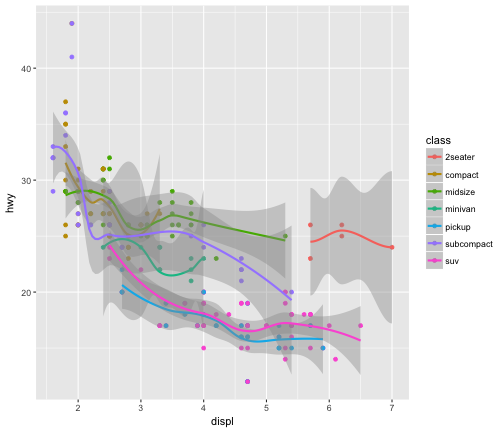 hwy
40
30
20
2
3
4
5
6
7
displ
class
2seater
compact
midsize
minivan
pickup
subcompact
suv